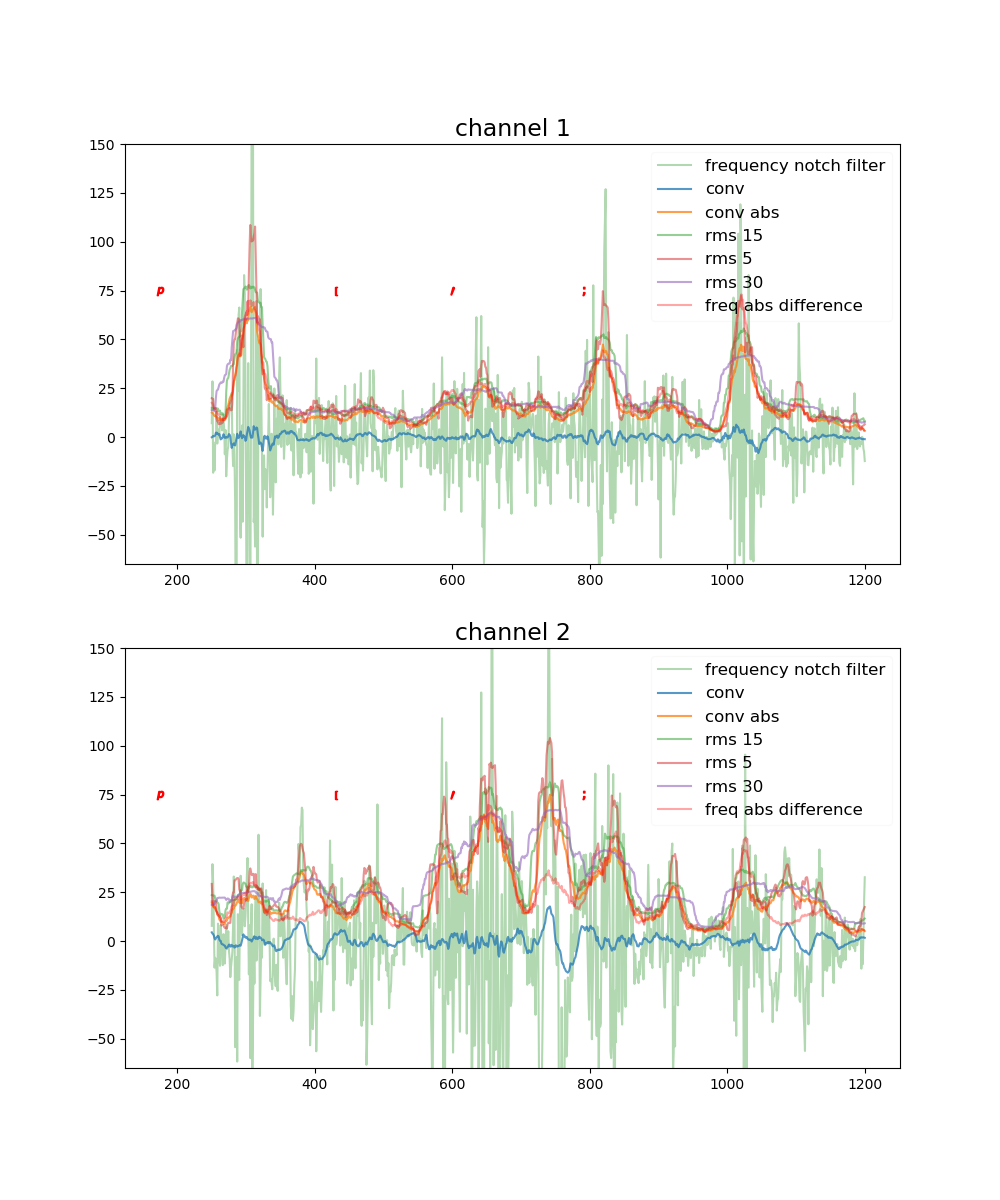 channel 1
150
125
100
75
50
25
0
−25
−50
frequency notch filter
conv
conv abs
rms 15
rms 5
rms 30
freq abs difference
p [ , ;
200 400 600 800 1000 1200
channel 2
150
125
100
75
50
25
0
−25
−50
frequency notch filter
conv
conv abs
rms 15
rms 5
rms 30
freq abs difference
p [ , ;
200 400 600 800 1000 1200